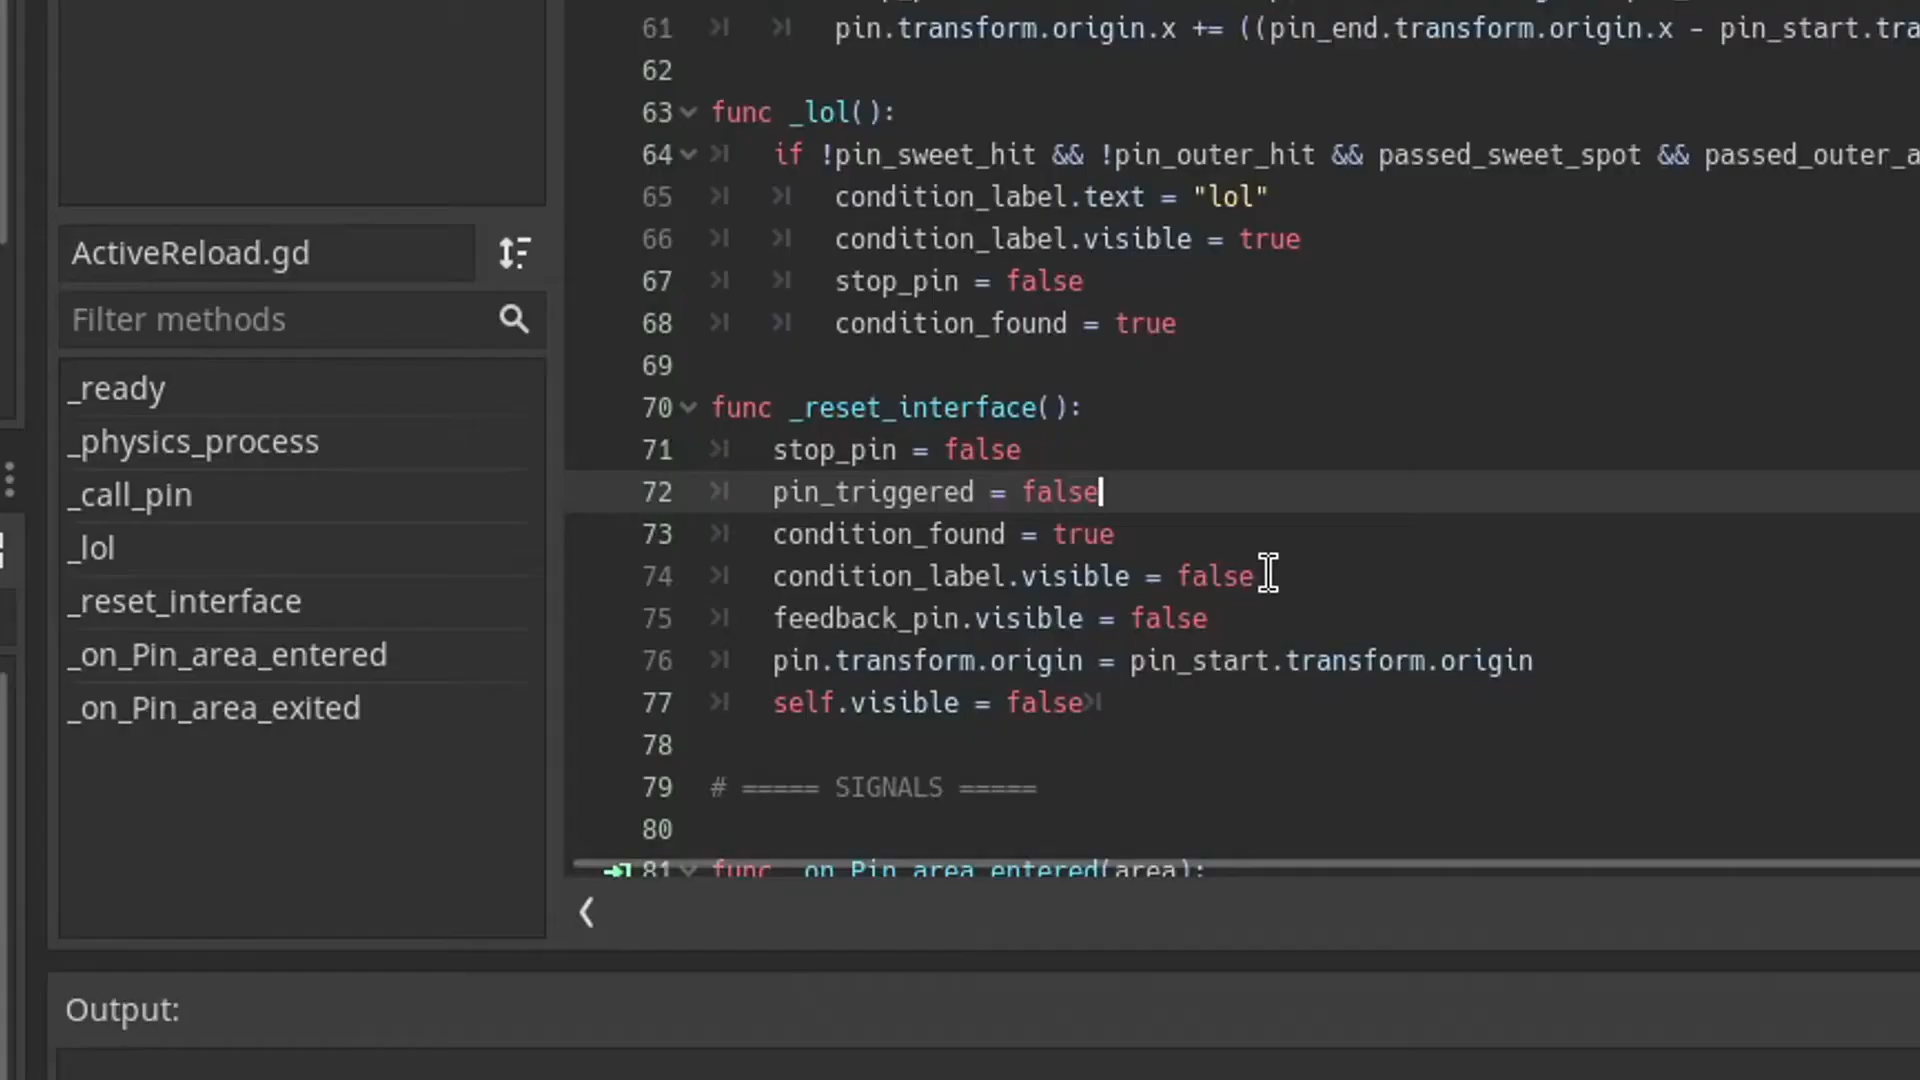 61 pin.transform.origin.x += ((pin_end.transform.origin.x - pin_start.tra
62
63 func _lol():
64 if !pin_sweet_hit && !pin_outer_hit && passed_sweet_spot && passed_outer_a
65 condition_label.text = "lol"
66 condition_label.visible = true
67 stop_pin = false
68 condition_found = true
69
70 func _reset_interface():
71 stop_pin = false
72 pin_triggered = false
73 condition_found = true
74 condition_label.visible = false
75 feedback_pin.visible = false
76 pin.transform.origin = pin_start.transform.origin
77 self.visible = false
78
79 # ===== SIGNALS =====
80
81 func _on_Pin_area_entered(area):
ActiveReload.gd
Filter methods
_ready
_physics_process
_call_pin
_lol
_reset_interface
_on_Pin_area_entered
_on_Pin_area_exited
Output: